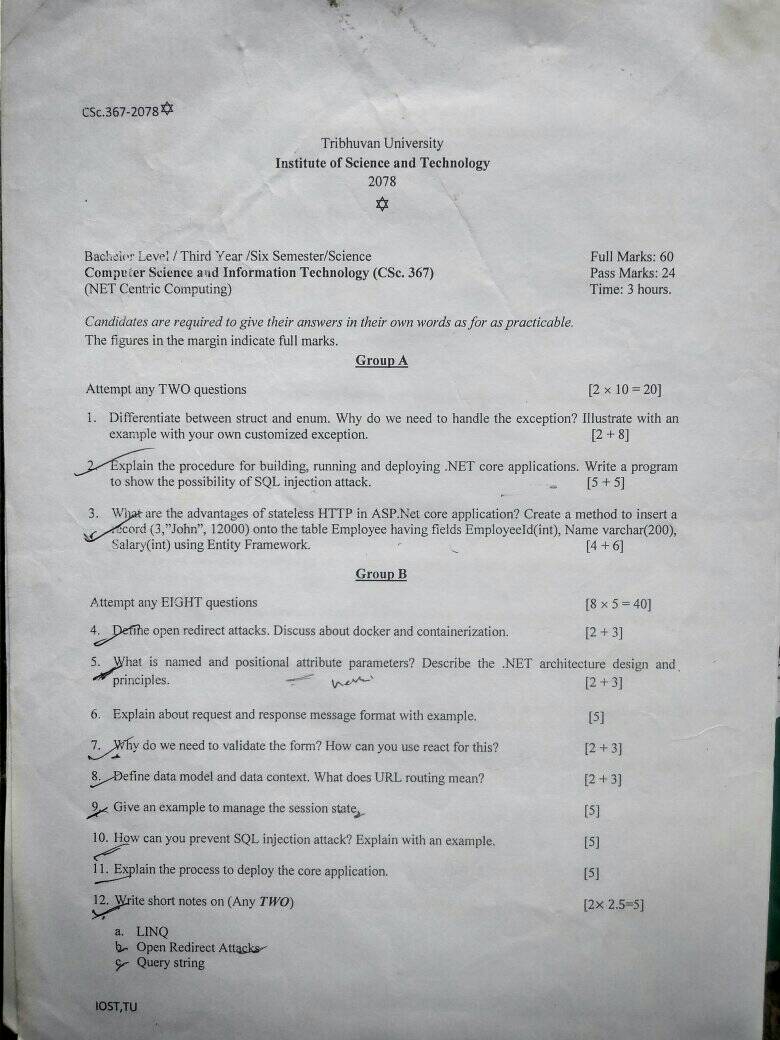 CSc.367-2078✡
Tribhuvan University
Institute of Science and Technology
2078
✡
Bachelor Level / Third Year /Six Semester/Science Full Marks: 60
Computer Science and Information Technology (CSc. 367) Pass Marks: 24
(NET Centric Computing) Time: 3 hours.
Candidates are required to give their answers in their own words as for as practicable.
The figures in the margin indicate full marks.
Group A
Attempt any TWO questions [2 × 10 = 20]
1. Differentiate between struct and enum. Why do we need to handle the exception? Illustrate with an
example with your own customized exception. [2 + 8]
2. Explain the procedure for building, running and deploying .NET core applications. Write a program
to show the possibility of SQL injection attack. [5 + 5]
3. What are the advantages of stateless HTTP in ASP.Net core application? Create a method to insert a
record (3,”John”, 12000) onto the table Employee having fields EmployeeId(int), Name varchar(200),
Salary(int) using Entity Framework. [4 + 6]
Group B
Attempt any EIGHT questions [8 × 5 = 40]
4. Define open redirect attacks. Discuss about docker and containerization. [2 + 3]
5. What is named and positional attribute parameters? Describe the .NET architecture design and
principles. [2 + 3]
6. Explain about request and response message format with example. [5]
7. Why do we need to validate the form? How can you use react for this? [2 + 3]
8. Define data model and data context. What does URL routing mean? [2 + 3]
9. Give an example to manage the session state. [5]
10. How can you prevent SQL injection attack? Explain with an example. [5]
11. Explain the process to deploy the core application. [5]
12. Write short notes on (Any TWO) [2× 2.5=5]
a. LINQ
b. Open Redirect Attacks
c. Query string
IOST,TU